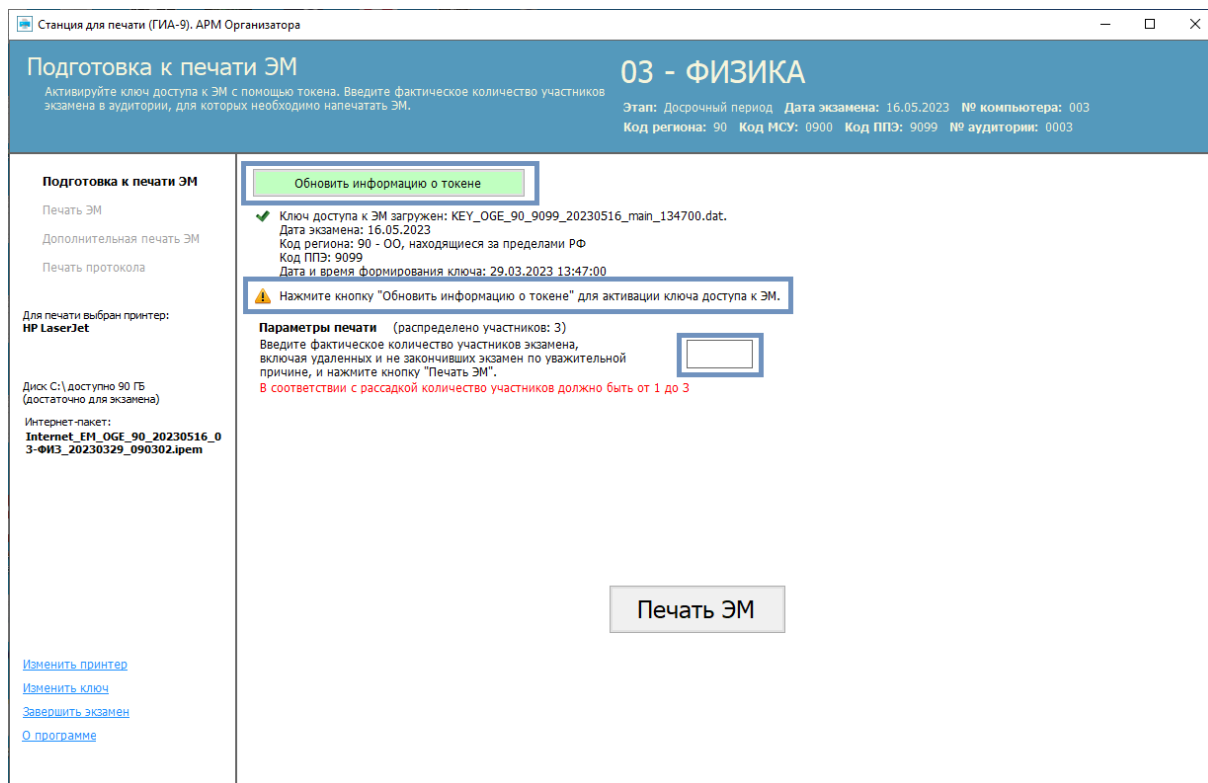 Станция для печати (ГИА-9). АРМ Организатора
Подготовка к печати ЭМ
Активируйте ключ доступа к ЭМ с помощью токена. Введите фактическое количество участников
экзамена в аудитории, для которых необходимо напечатать ЭМ.
03 - ФИЗИКА
Этап: Досрочный период Дата экзамена: 16.05.2023 № компьютера: 003
Код региона: 90 Код МСУ: 0900 Код ППЭ: 9099 № аудитории: 0003
Подготовка к печати ЭМ
Печать ЭМ
Дополнительная печать ЭМ
Печать протокола
Для печати выбран принтер:
HP LaserJet
Диск C:\ доступно 90 ГБ
(достаточно для экзамена)
Интернет-пакет:
Internet_EM_OGE_90_20230516_0
3-ФИЗ_20230329_090302.ipem
Изменить принтер
Изменить ключ
Завершить экзамен
О программе
Обновить информацию о токене
Ключ доступа к ЭМ загружен: KEY_OGE_90_9099_20230516_main_134700.dat.
Дата экзамена: 16.05.2023
Код региона: 90 - ОО, находящиеся за пределами РФ
Код ППЭ: 9099
Дата и время формирования ключа: 29.03.2023 13:47:00
Нажмите кнопку "Обновить информацию о токене" для активации ключа доступа к ЭМ.
Параметры печати (распределено участников: 3)
Введите фактическое количество участников экзамена,
включая удаленных и не закончивших экзамен по уважительной
причине, и нажмите кнопку "Печать ЭМ".
В соответствии с рассадкой количество участников должно быть от 1 до 3
Печать ЭМ